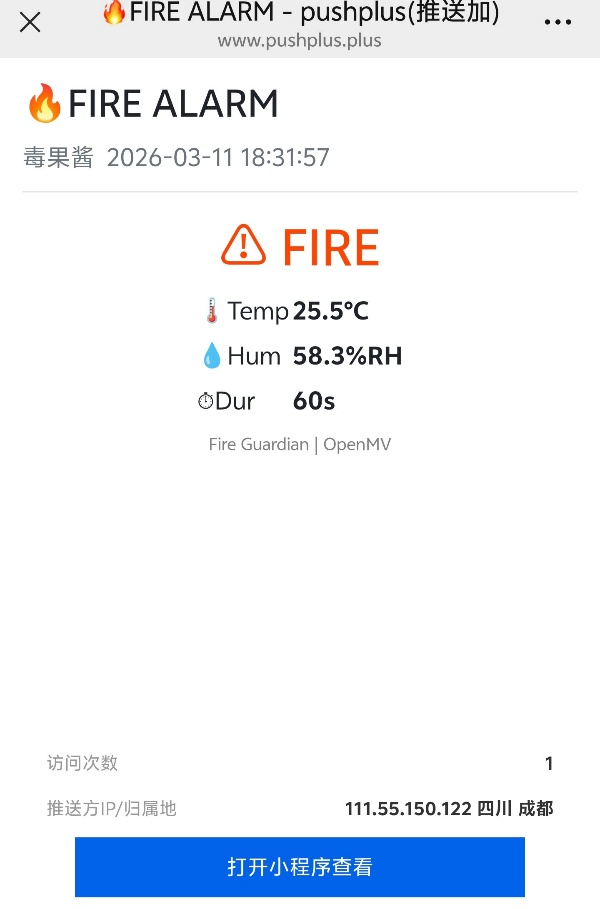 🔥FIRE ALARM - pushplus(推送加)
www.pushplus.plus
🔥FIRE ALARM
毒果酱 2026-03-11 18:31:57
⚠ FIRE
🌡Temp 25.5°C
💧Hum 58.3%RH
⏱Dur 60s
Fire Guardian | OpenMV
访问次数 1
推送方IP/归属地 111.55.150.122 四川 成都
打开小程序查看